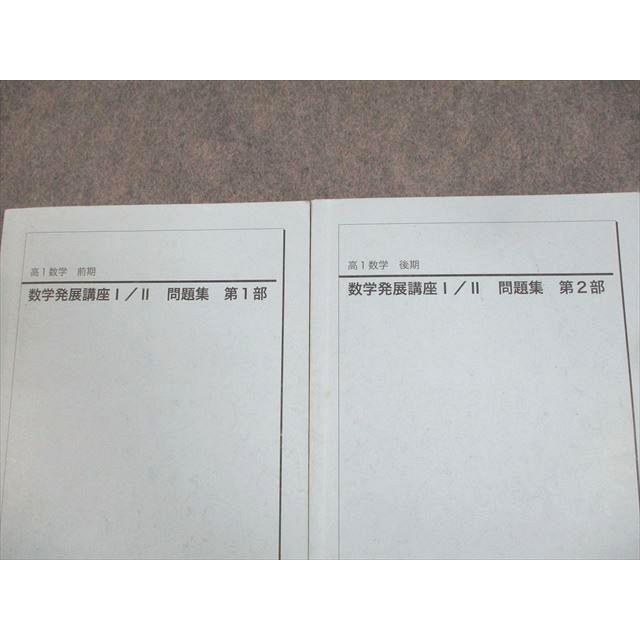 高1数学 前期
数学発展講座Ⅰ／Ⅱ 問題集 第1部
高1数学 後期
数学発展講座Ⅰ／Ⅱ 問題集 第2部